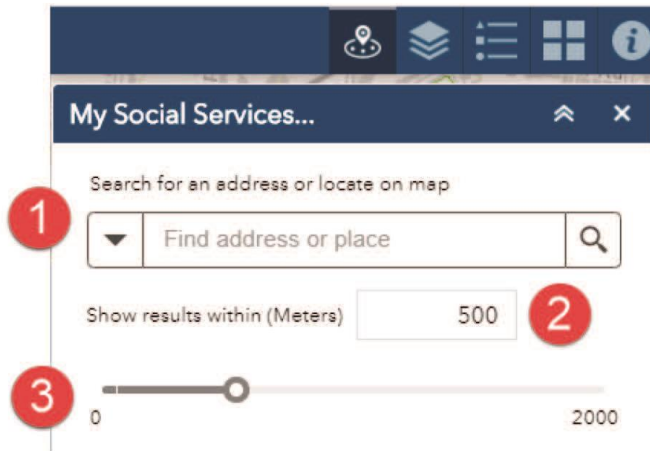 My Social Services...
Search for an address or locate on map
1
Find address or place
Show results within (Meters) 500 2
3
0 2000